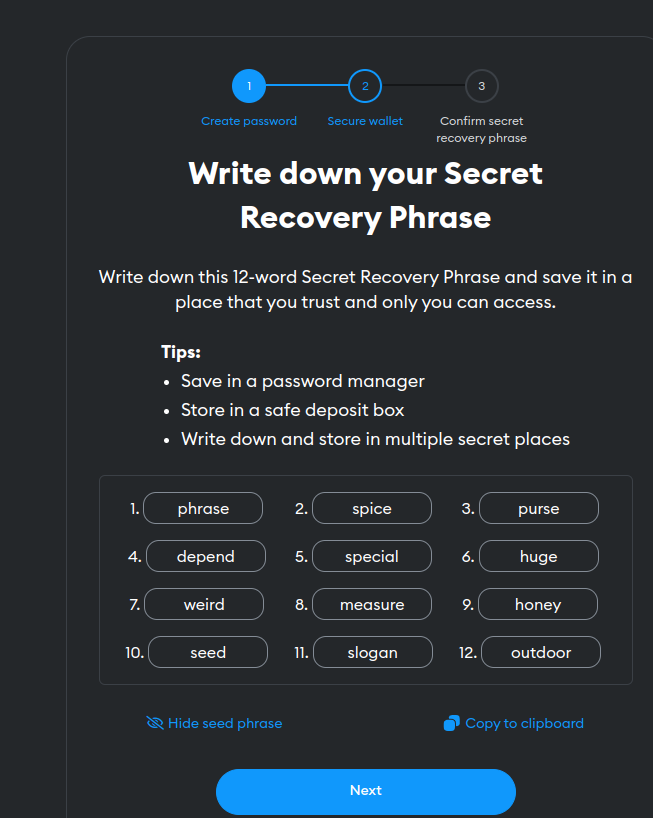 1 2 3
Create password Secure wallet Confirm secret
recovery phrase
Write down your Secret
Recovery Phrase
Write down this 12-word Secret Recovery Phrase and save it in a
place that you trust and only you can access.
Tips:
• Save in a password manager
• Store in a safe deposit box
• Write down and store in multiple secret places
1. phrase 2. spice 3. purse
4. depend 5. special 6. huge
7. weird 8. measure 9. honey
10. seed 11. slogan 12. outdoor
Hide seed phrase Copy to clipboard
Next